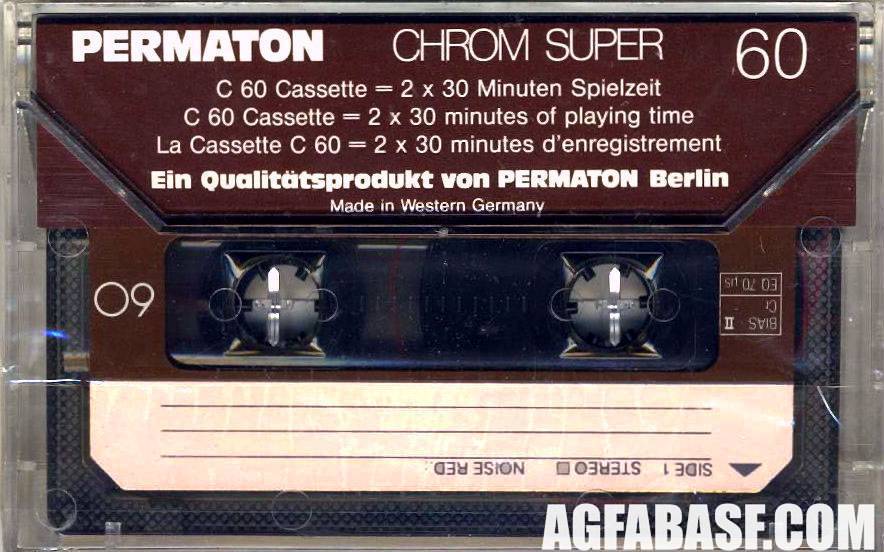 PERMATON CHROM SUPER 60
C 60 Cassette = 2 x 30 Minuten Spielzeit
C 60 Cassette = 2 x 30 minutes of playing time
La Cassette C 60 = 2 x 30 minutes d'enregistrement
Ein Qualitätsprodukt von PERMATON Berlin
Made in Western Germany
60
EQ 70 µs
Cr
BIAS II
SIDE 1 STEREO NOISE RED.
AGFABASF.COM